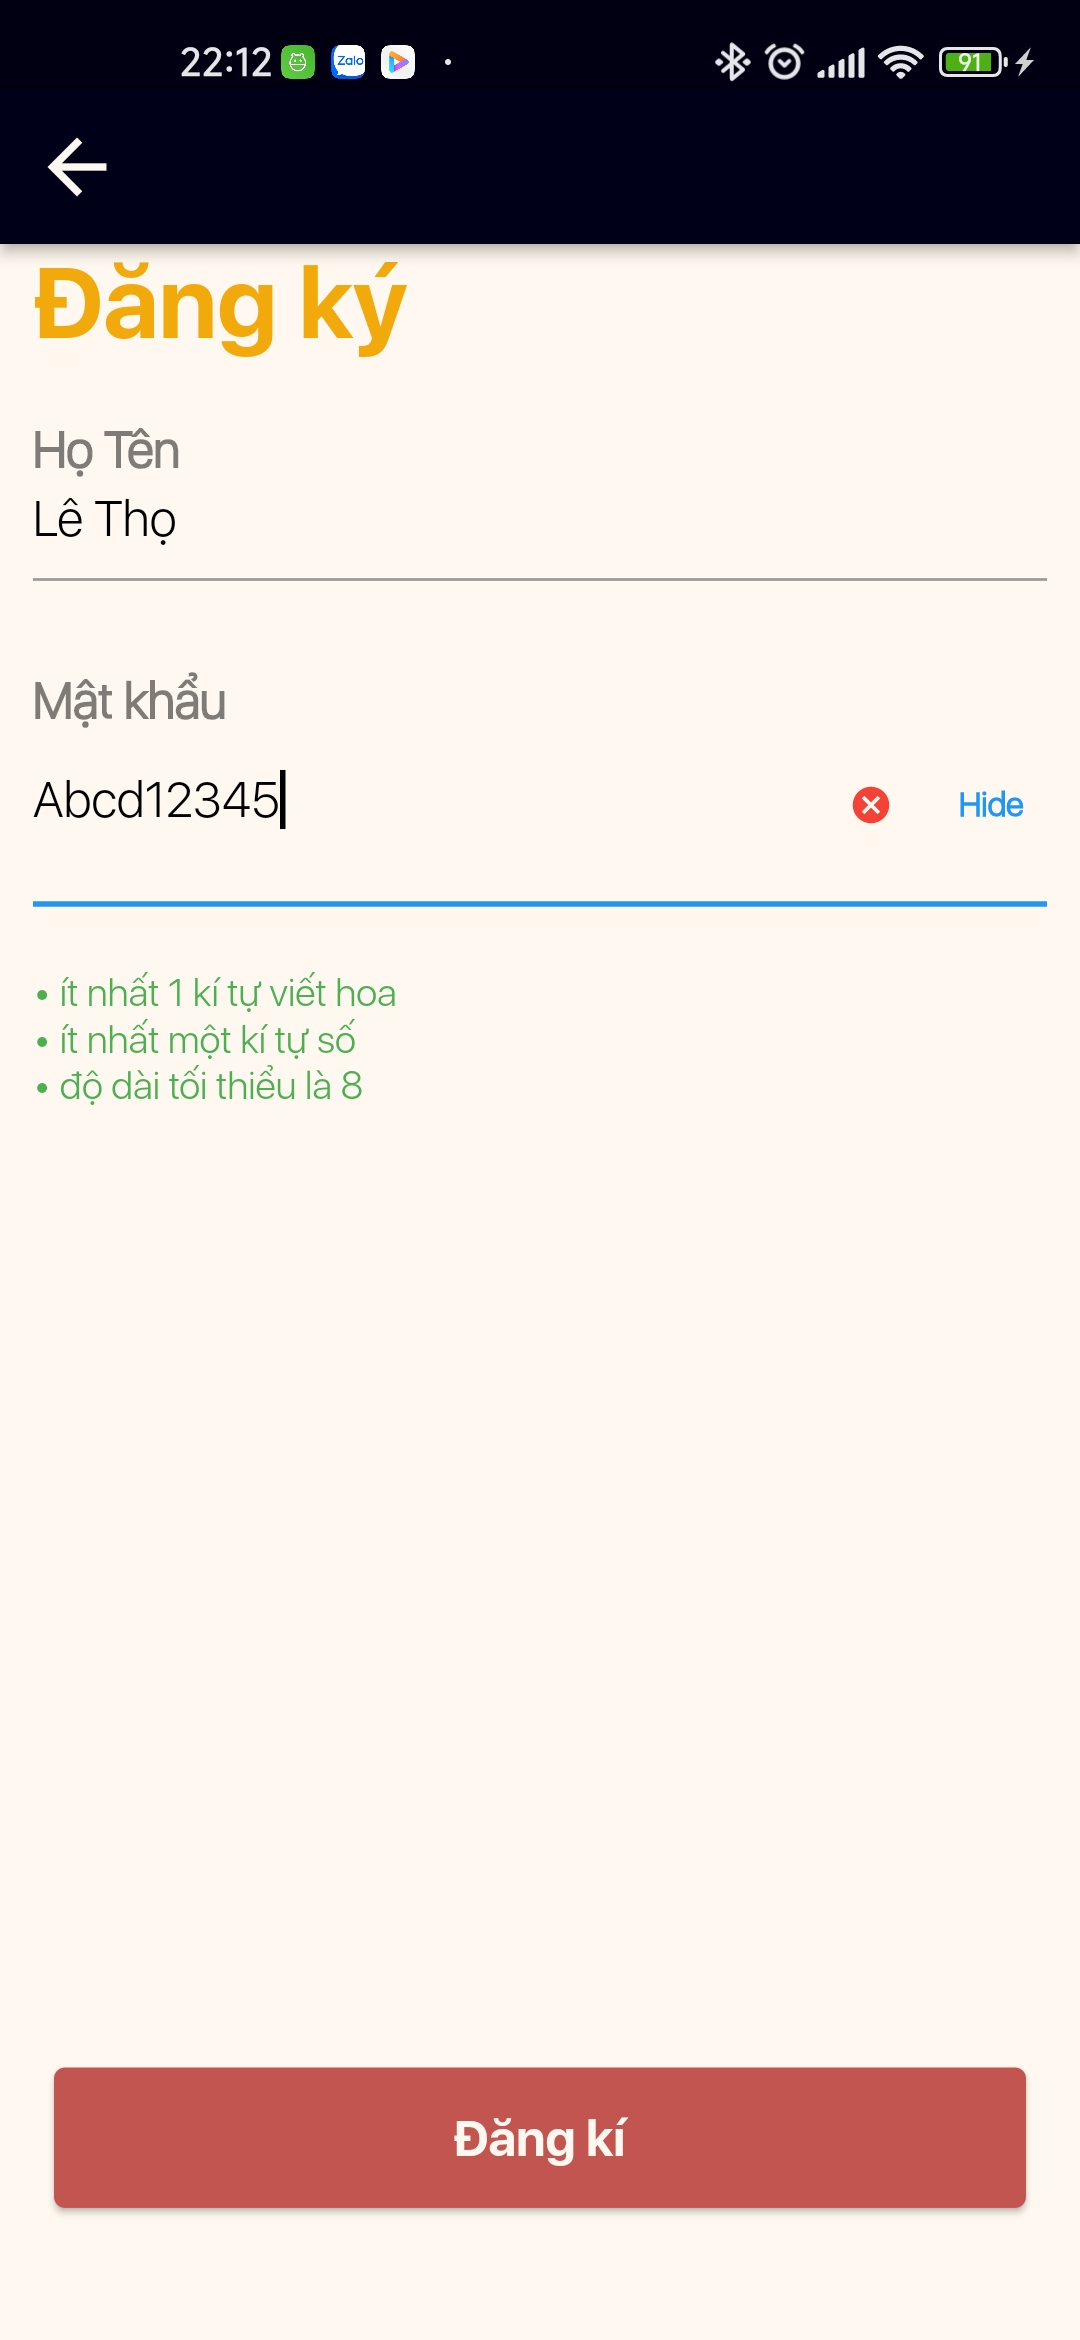 22:12 Zalo 91
Đăng ký
Họ Tên
Lê Thọ
Mật khẩu
Abcd12345 Hide
• ít nhất 1 kí tự viết hoa
• ít nhất một kí tự số
• độ dài tối thiểu là 8
Đăng kí